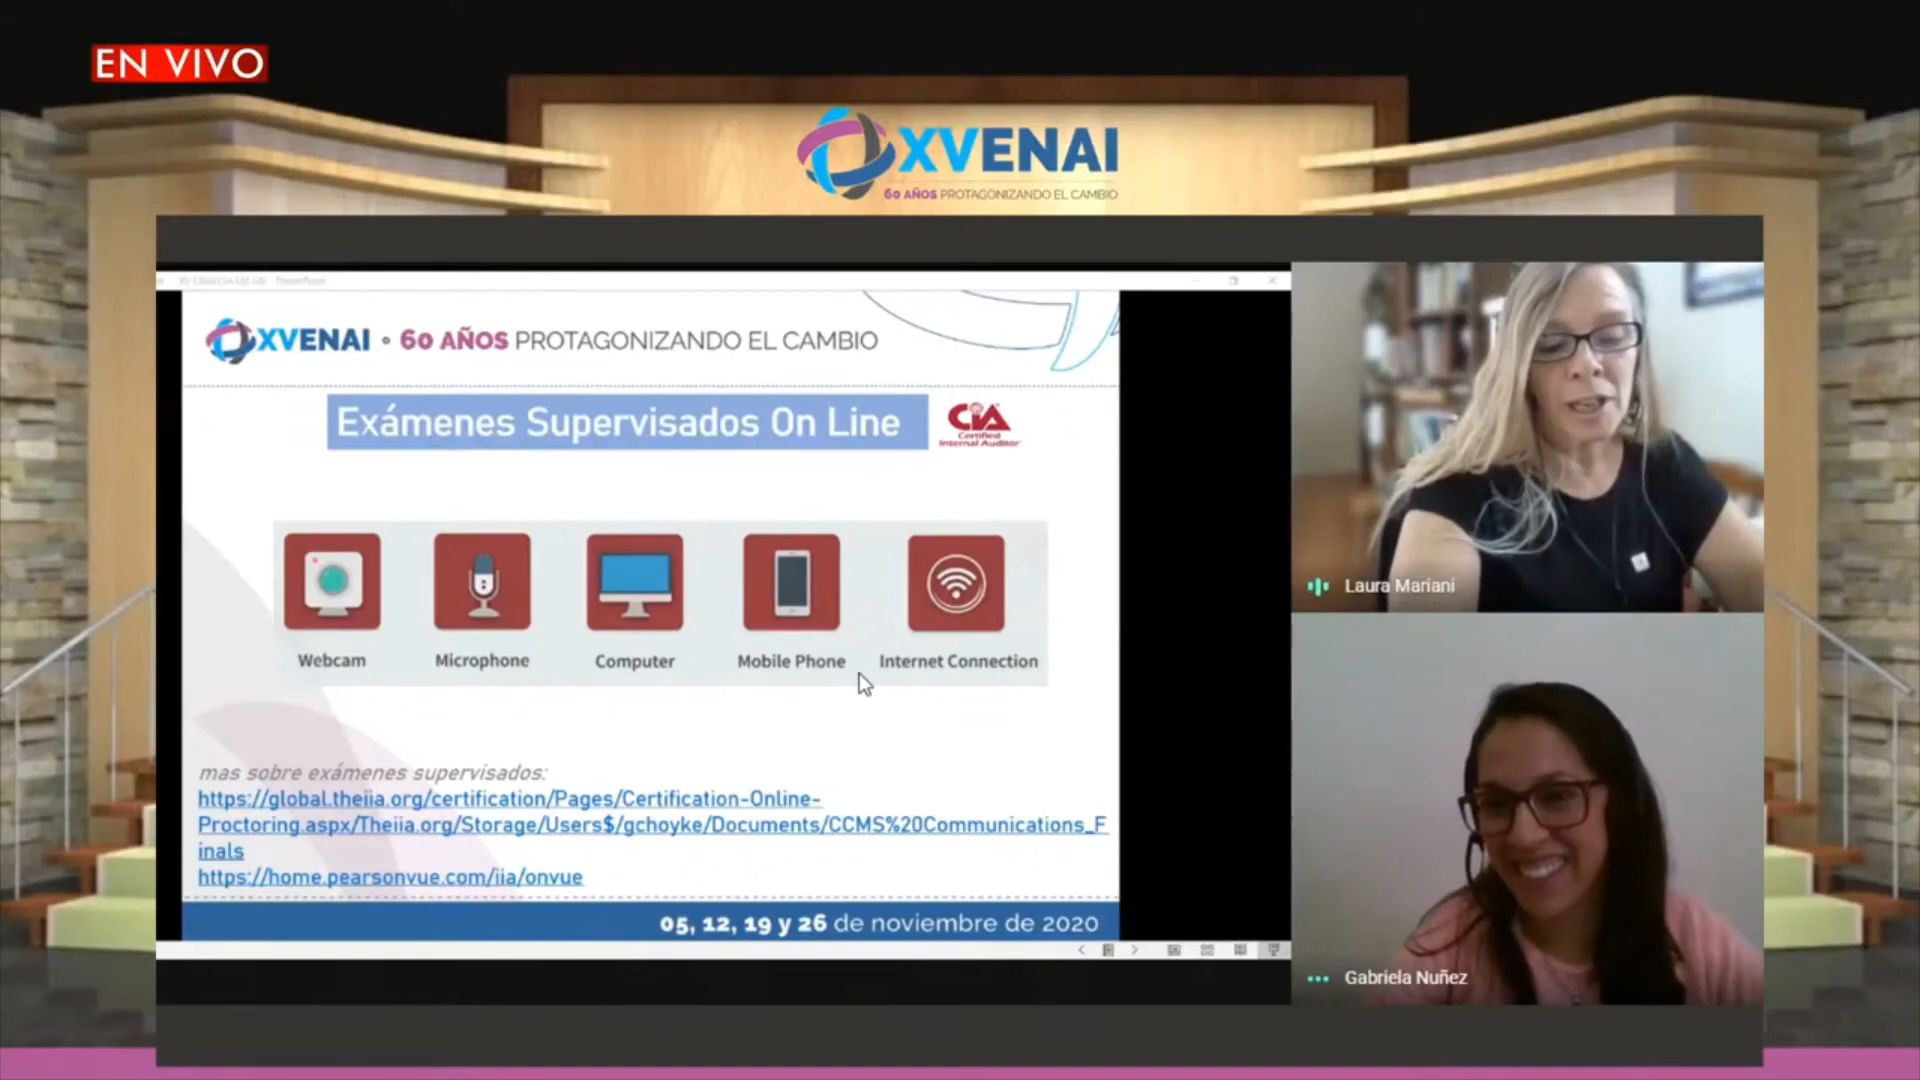 EN VIVO
XVENAI
60 AÑOS PROTAGONIZANDO EL CAMBIO
XVENAI • 60 AÑOS PROTAGONIZANDO EL CAMBIO
Exámenes Supervisados On Line
CIA
Certified
Internal Auditor
Webcam
Microphone
Computer
Mobile Phone
Internet Connection
mas sobre exámenes supervisados:
https://global.theiia.org/certification/Pages/Certification-Online-
Proctoring.aspx/Theiia.org/Storage/Users$/gchoyke/Documents/CCMS%20Communications_F
inals
https://home.pearsonvue.com/iia/onvue
05, 12, 19 y 26 de noviembre de 2020
Laura Mariani
Gabriela Nuñez